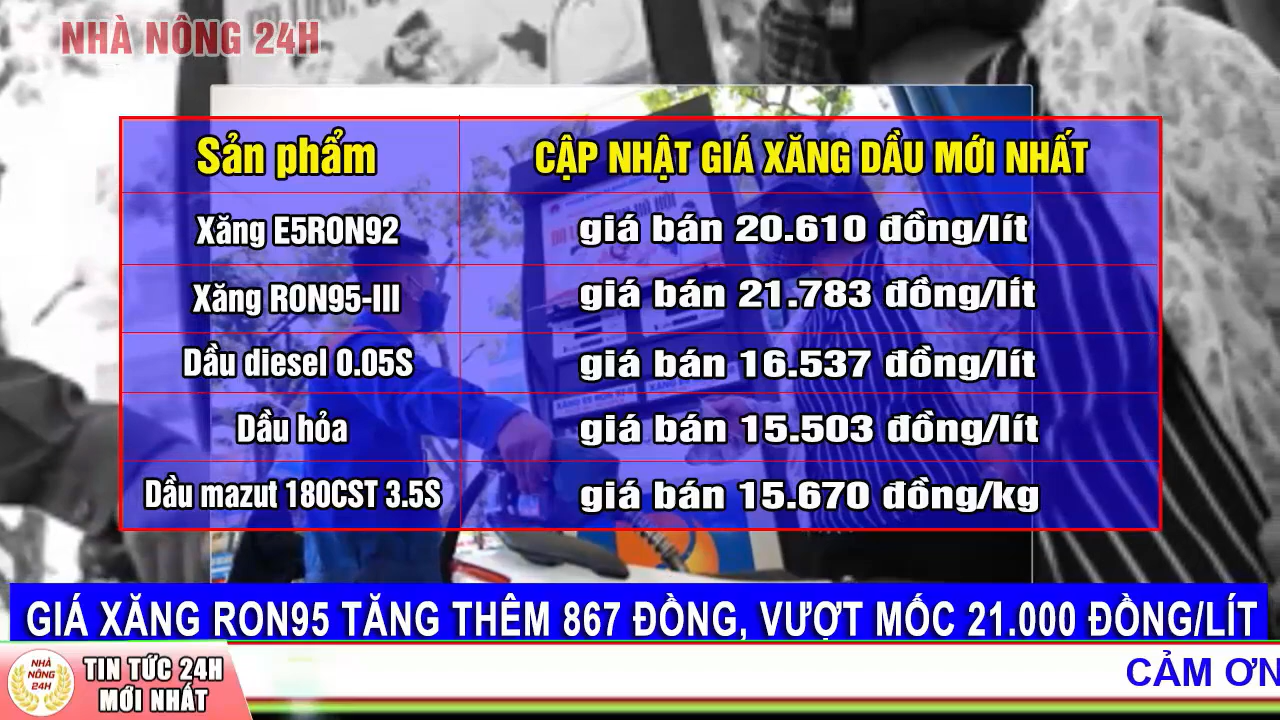 NHÀ NÔNG 24H
Sản phẩm
CẬP NHẬT GIÁ XĂNG DẦU MỚI NHẤT
Xăng E5RON92
giá bán 20.610 đồng/lít
Xăng RON95-III
giá bán 21.783 đồng/lít
Dầu diesel 0.05S
giá bán 16.537 đồng/lít
Dầu hỏa
giá bán 15.503 đồng/lít
Dầu mazut 180CST 3.5S
giá bán 15.670 đồng/kg
GIÁ XĂNG RON95 TĂNG THÊM 867 ĐỒNG, VƯỢT MỐC 21.000 ĐỒNG/LÍT
NHÀ
NÔNG
24H
TIN TỨC 24H
MỚI NHẤT
CẢM ƠN